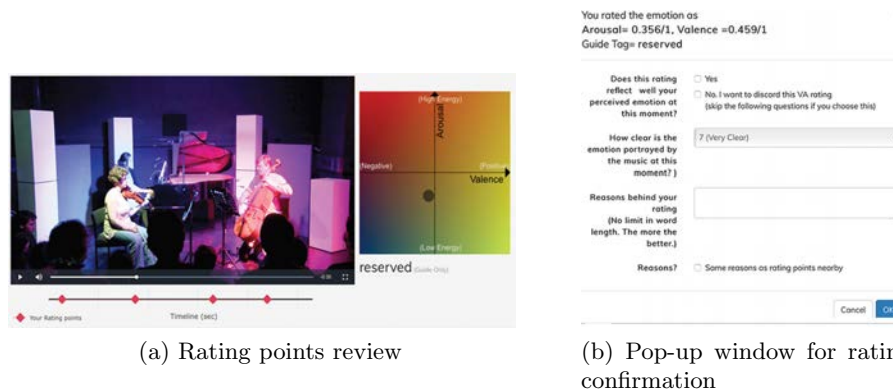 (High Energy)
Arousal
(Negative)
(Positive)
Valence
(Low Energy)
reserved (Guide Only)
Your Rating points
Timeline (sec)
(a) Rating points review
You rated the emotion as
Arousal= 0.356/1, Valence =0.459/1
Guide Tag= reserved
Does this rating
reflect well your
perceived emotion at
this moment?
Yes
No. I want to discard this VA rating
(skip the following questions if you choose this)
How clear is the
emotion portrayed by
the music at this
moment? )
7 (Very Clear)
Reasons behind your
rating
(No limit in word
length. The more the
better.)
Reasons?
Same reasons as rating points nearby
Cancel
(b) Pop-up window for ratin
confirmation